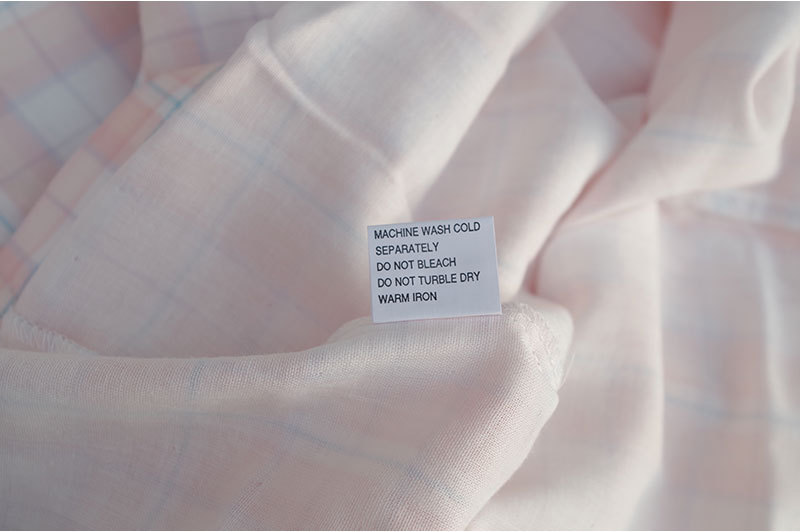 MACHINE WASH COLD
SEPARATELY
DO NOT BLEACH
DO NOT TURBLE DRY
WARM IRON